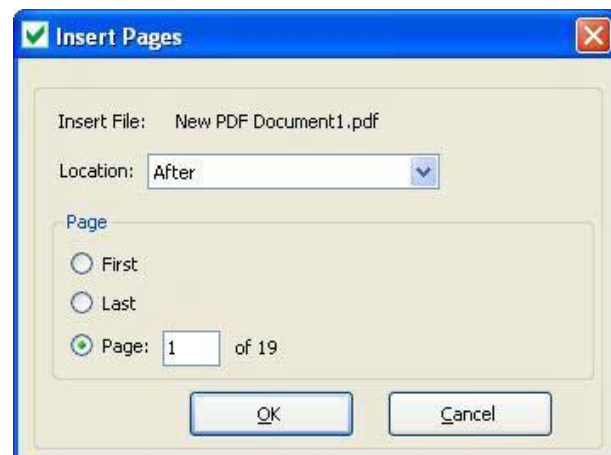 Insert Pages
Insert File: New PDF Document1.pdf
Location: After
Page
First
Last
Page: 1 of 19
OK Cancel